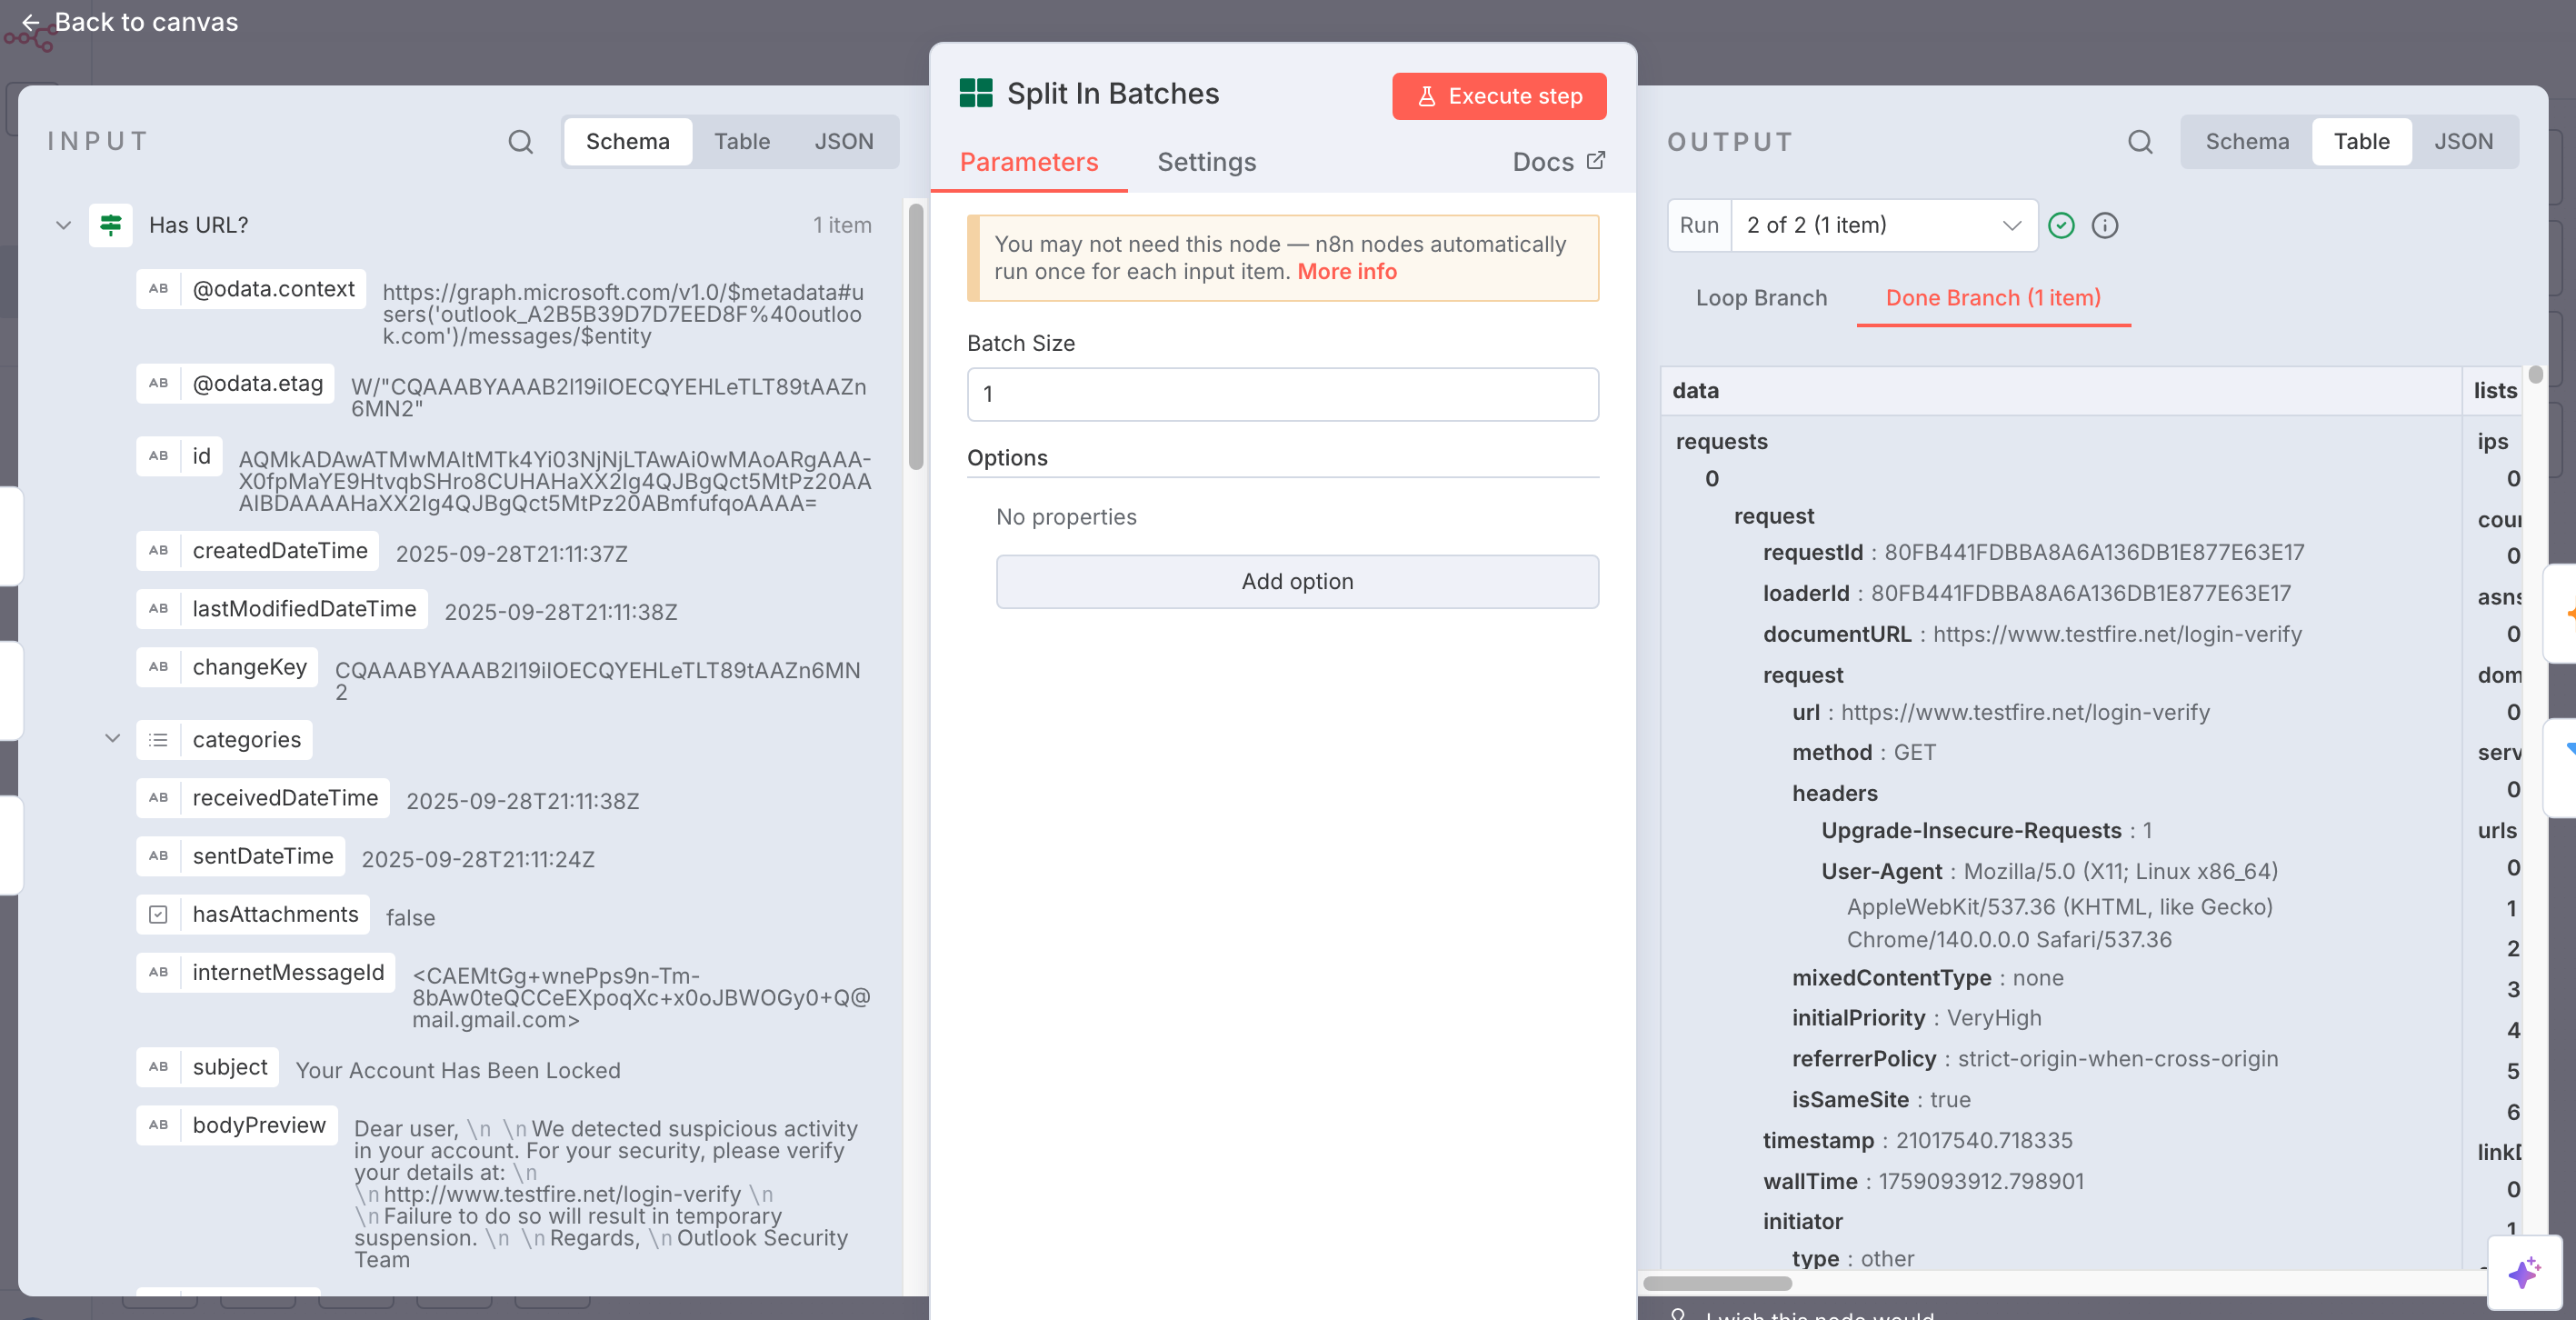 Back to canvas
INPUT
Schema
Table
JSON
Has URL?
1 item
AB @odata.context
https://graph.microsoft.com/v1.0/$metadata#u
sers('outlook_A2B5B39D7D7EED8F%40outloo
k.com')/messages/$entity
AB @odata.etag
W/"CQAAABYAAAB2I19iIOECQYEHLeTLT89tAAZn
6MN2"
AB id
AQMkADAwATMwMAItMTk4Yi03NjNjLTAwAi0wMAoARgAAA-
X0fpMaYE9HtvqbSHro8CUHAHaXX2Ig4QJBgQct5MtPz20AA
AIBDAAAAHaXX2Ig4QJBgQct5MtPz20ABmfufqoAAAA=
AB createdDateTime 2025-09-28T21:11:37Z
AB lastModifiedDateTime 2025-09-28T21:11:38Z
AB changeKey
CQAAABYAAAB2I19iIOECQYEHLeTLT89tAAZn6MN
2
categories
AB receivedDateTime 2025-09-28T21:11:38Z
AB sentDateTime 2025-09-28T21:11:24Z
hasAttachments false
AB internetMessageId
<CAEMtGg+wnePps9n-Tm-
8bAw0teQCCeEXpoqXc+x0oJBWOGy0+Q@
mail.gmail.com>
AB subject Your Account Has Been Locked
AB bodyPreview
Dear user, \n \n We detected suspicious activity
in your account. For your security, please verify
your details at: \n
\n http://www.testfire.net/login-verify \n
\n Failure to do so will result in temporary
suspension. \n \n Regards, \n Outlook Security
Team
Split In Batches
Execute step
Parameters
Settings
Docs
You may not need this node — n8n nodes automatically
run once for each input item. More info
Batch Size
1
Options
No properties
Add option
OUTPUT
Schema
Table
JSON
Run
2 of 2 (1 item)
Loop Branch
Done Branch (1 item)
data
requests
0
request
requestId : 80FB441FDBBA8A6A136DB1E877E63E17
loaderId : 80FB441FDBBA8A6A136DB1E877E63E17
documentURL : https://www.testfire.net/login-verify
request
url : https://www.testfire.net/login-verify
method : GET
headers
Upgrade-Insecure-Requests : 1
User-Agent : Mozilla/5.0 (X11; Linux x86_64)
AppleWebKit/537.36 (KHTML, like Gecko)
Chrome/140.0.0.0 Safari/537.36
mixedContentType : none
initialPriority : VeryHigh
referrerPolicy : strict-origin-when-cross-origin
isSameSite : true
timestamp : 21017540.718335
wallTime : 1759093912.798901
initiator
type : other
lists
ips
0
0
asns
0
0
0
urls
0
1
2
3
4
5
6
0
1
I wish this node would